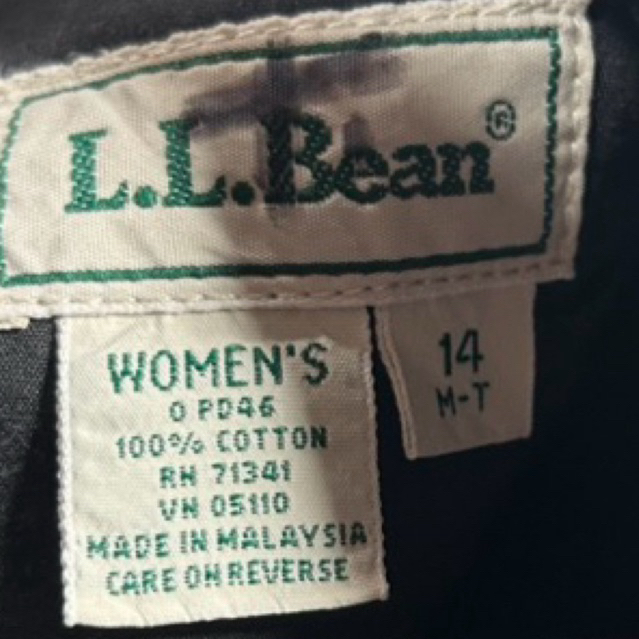 L.L.Bean®
WOMEN'S
0 PD46
100% COTTON
RN 71341
VN 05110
MADE IN MALAYSIA
CARE ON REVERSE
14
M-T